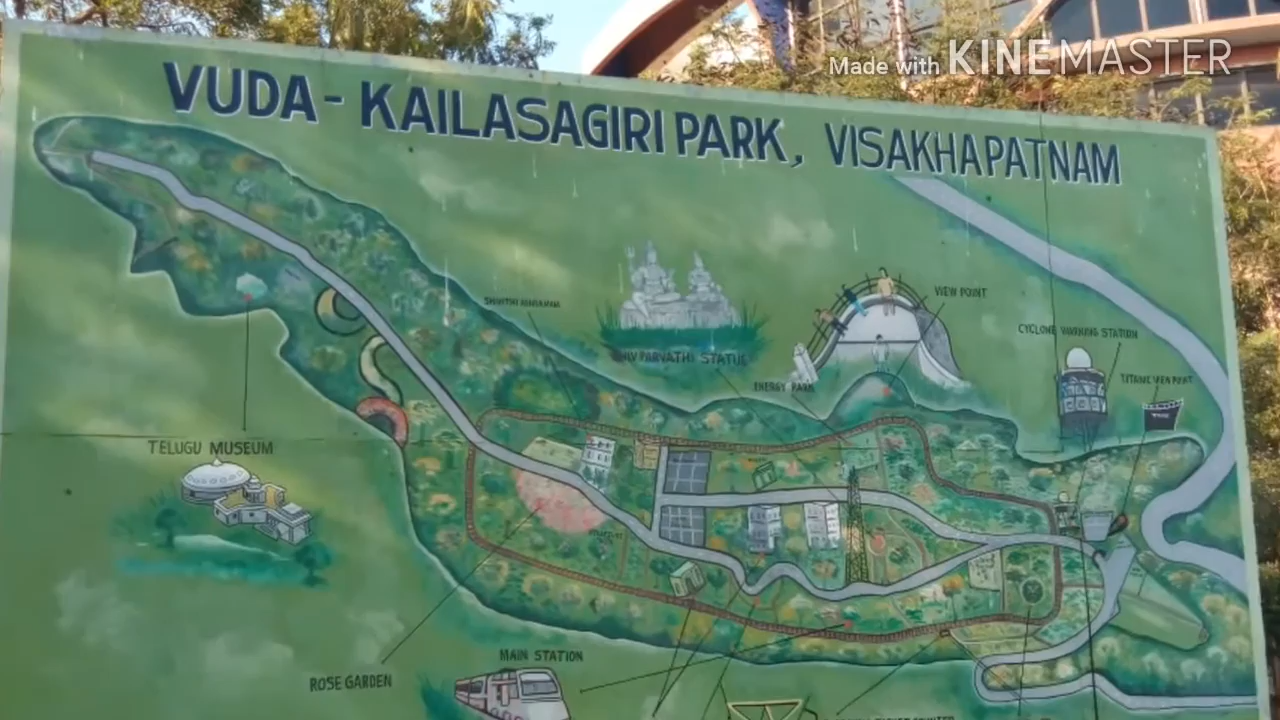 Made with KINEMASTER
VUDA - KAILASAGIRI PARK, VISAKHAPATNAM
VIEW POINT
SHIV PARVATHI STATUE
CYCLONE WARNING STATION
ENERGY PARK
TITANIC VIEW POINT
TELUGU MUSEUM
MAIN STATION
ROSE GARDEN